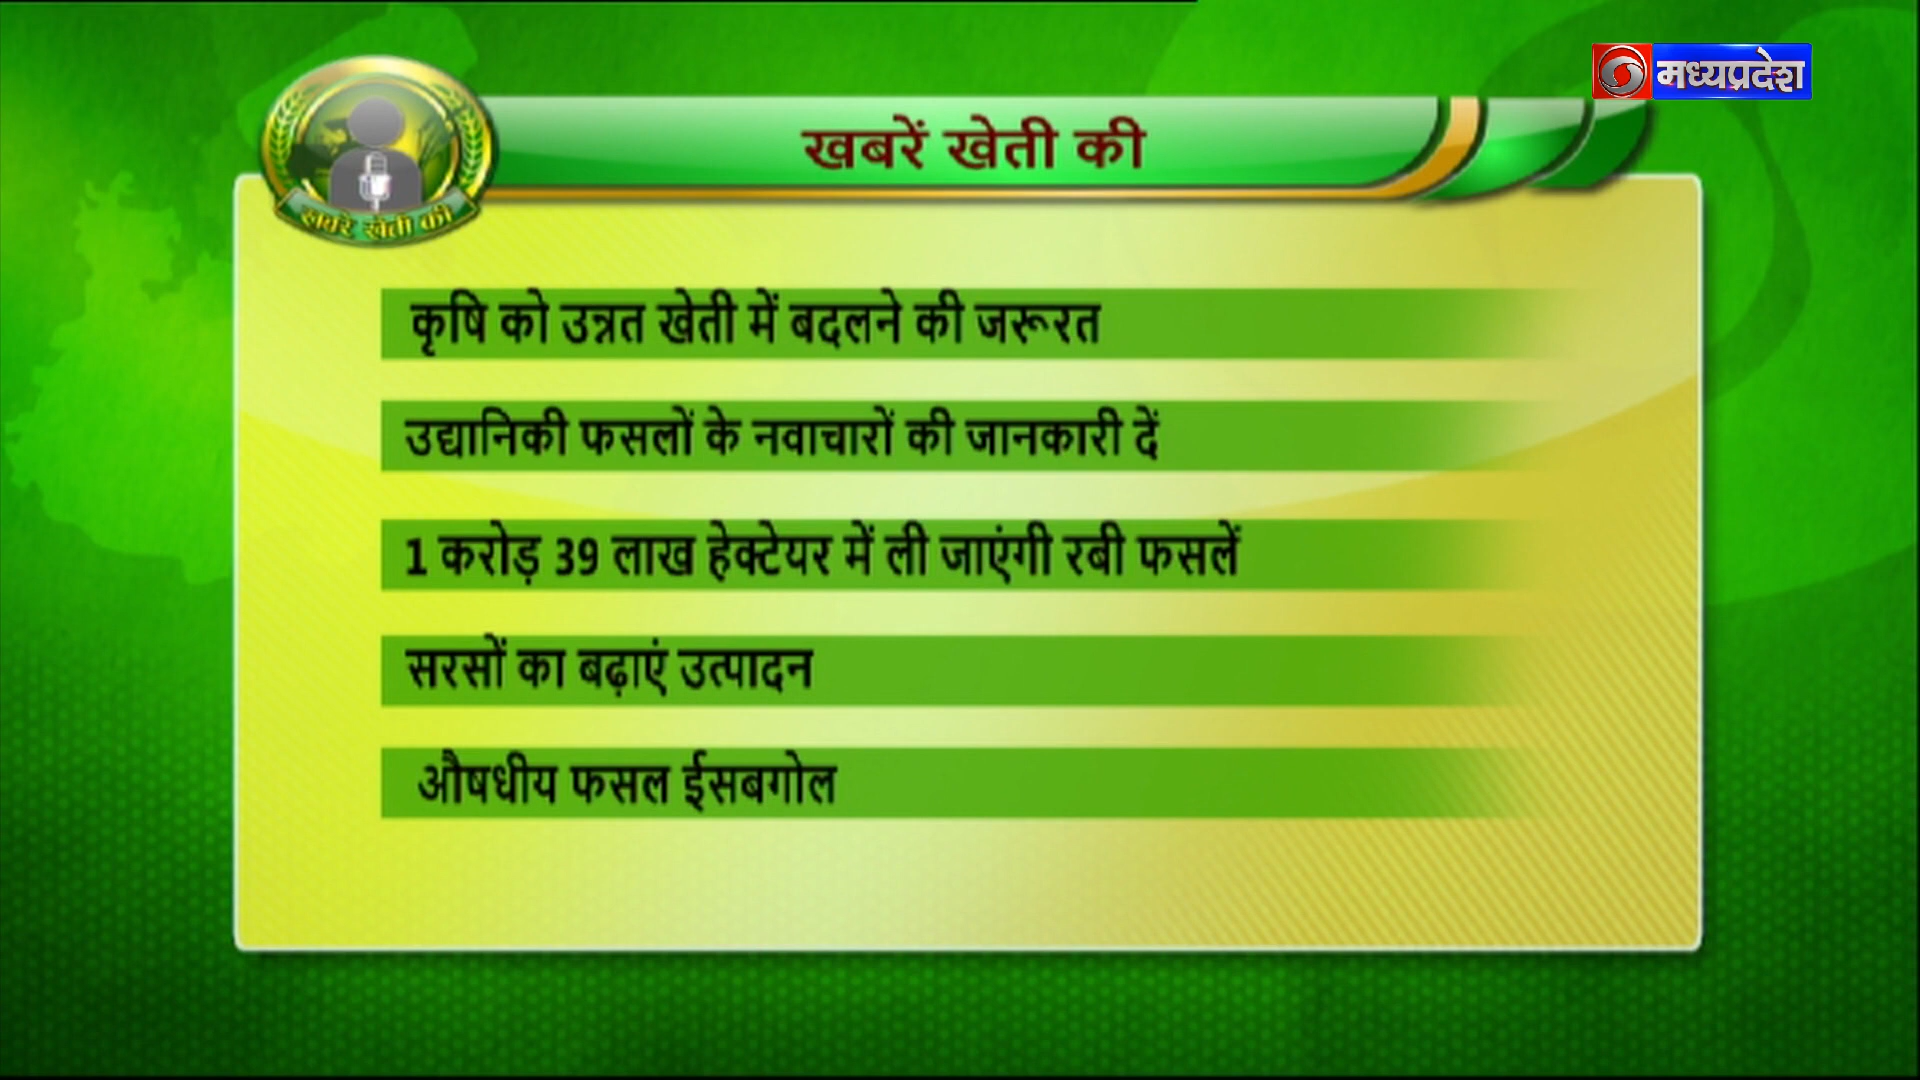 मध्यप्रदेश
खबरें खेती की
खबरें खेती की
कृषि को उन्नत खेती में बदलने की जरूरत
उद्यानिकी फसलों के नवाचारों की जानकारी दें
1 करोड़ 39 लाख हेक्टेयर में ली जाएंगी रबी फसलें
सरसों का बढ़ाएं उत्पादन
औषधीय फसल ईसबगोल